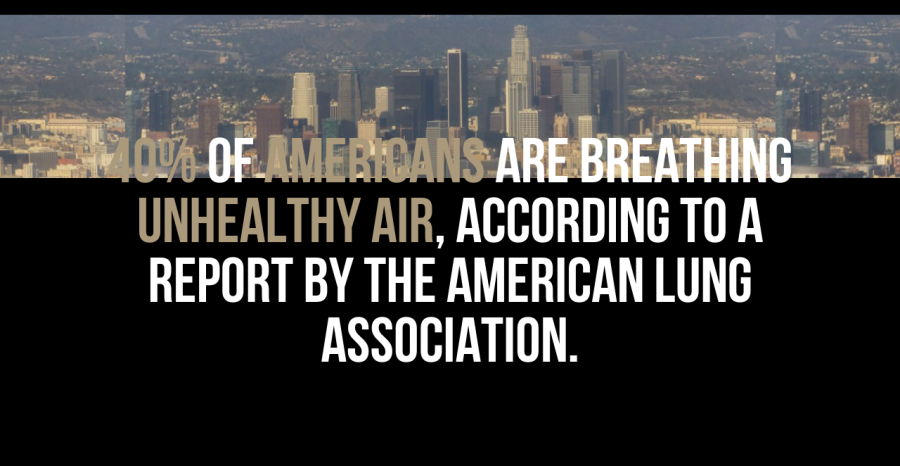 40% OF AMERICANS ARE BREATHING
UNHEALTHY AIR, ACCORDING TO A
REPORT BY THE AMERICAN LUNG
ASSOCIATION.